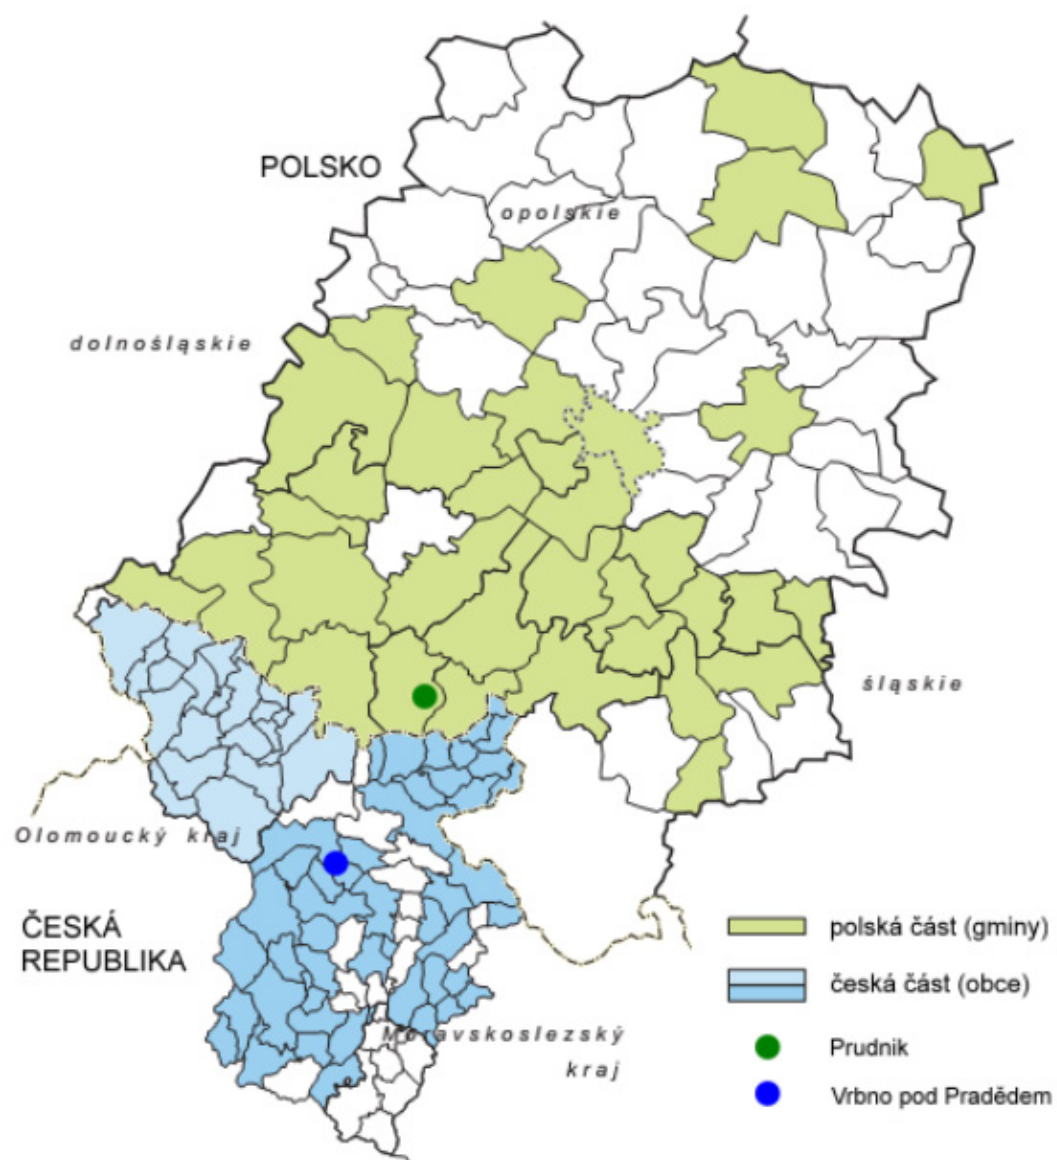 POLSKO
opolskie
dolnośląskie
śląskie
Olomoucký kraj
ČESKÁ
REPUBLIKA
Moravskoslezský
kraj
polská část (gminy)
česká část (obce)
Prudnik
Vrbno pod Pradědem